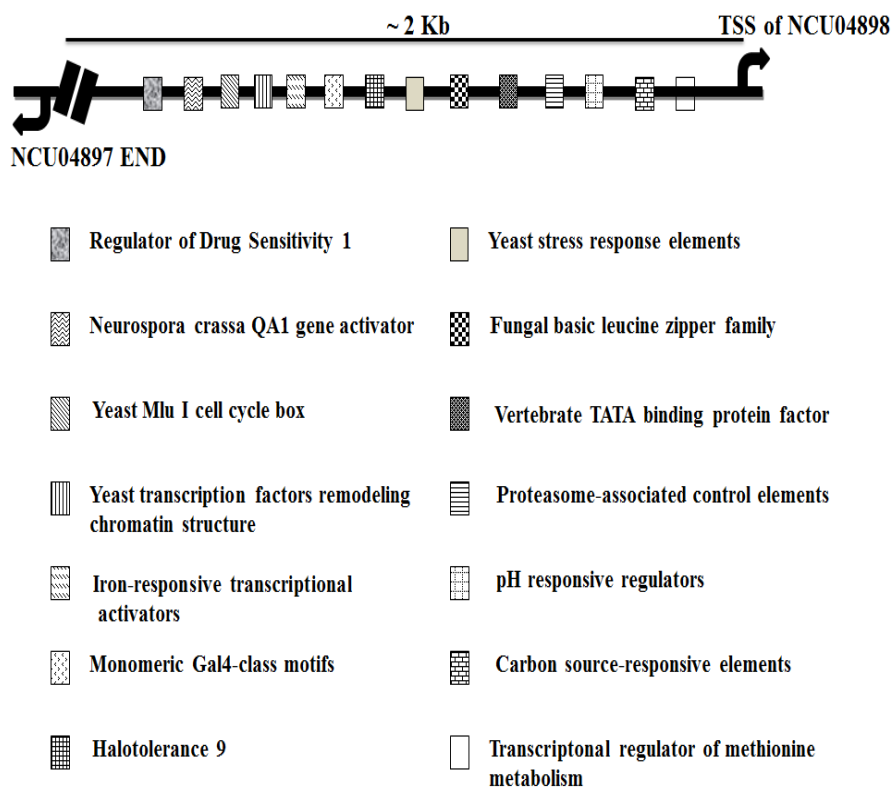 ~ 2 Kb
TSS of NCU04898
NCU04897 END
Regulator of Drug Sensitivity 1
Yeast stress response elements
Neurospora crassa QA1 gene activator
Fungal basic leucine zipper family
Yeast Mlu I cell cycle box
Vertebrate TATA binding protein factor
Yeast transcription factors remodeling
chromatin structure
Proteasome-associated control elements
Iron-responsive transcriptional
activators
pH responsive regulators
Monomeric Gal4-class motifs
Carbon source-responsive elements
Halotolerance 9
Transcriptonal regulator of methionine
metabolism